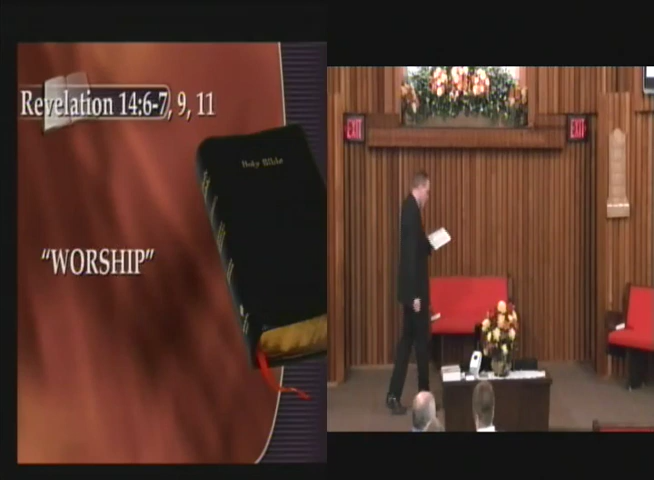 Revelation 14:6-7, 9, 11
Holy Bible
"WORSHIP"
EXIT
EXIT